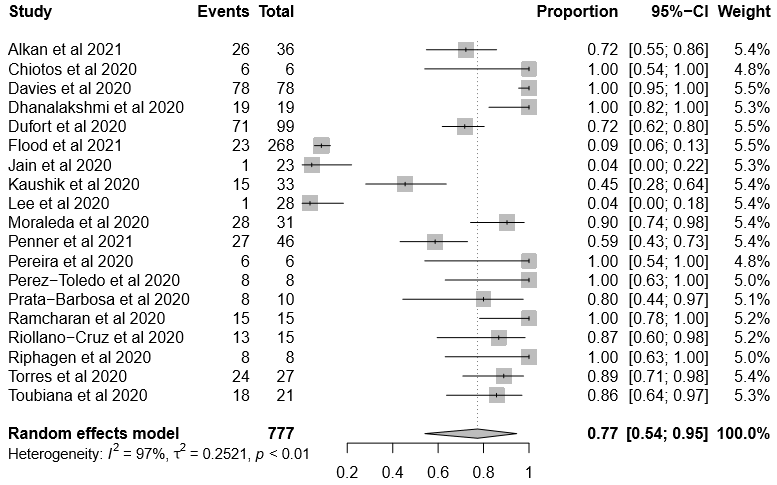 Study Events Total Proportion 95%−CI Weight
Alkan et al 2021 26 36 0.72 [0.55; 0.86] 5.4%
Chiotos et al 2020 6 6 1.00 [0.54; 1.00] 4.8%
Davies et al 2020 78 78 1.00 [0.95; 1.00] 5.5%
Dhanalakshmi et al 2020 19 19 1.00 [0.82; 1.00] 5.3%
Dufort et al 2020 71 99 0.72 [0.62; 0.80] 5.5%
Flood et al 2021 23 268 0.09 [0.06; 0.13] 5.5%
Jain et al 2020 1 23 0.04 [0.00; 0.22] 5.4%
Kaushik et al 2020 15 33 0.45 [0.28; 0.64] 5.4%
Lee et al 2020 1 28 0.04 [0.00; 0.18] 5.4%
Moraleda et al 2020 28 31 0.90 [0.74; 0.98] 5.4%
Penner et al 2021 27 46 0.59 [0.43; 0.73] 5.4%
Pereira et al 2020 6 6 1.00 [0.54; 1.00] 4.8%
Perez−Toledo et al 2020 8 8 1.00 [0.63; 1.00] 5.0%
Prata−Barbosa et al 2020 8 10 0.80 [0.44; 0.97] 5.1%
Ramcharan et al 2020 15 15 1.00 [0.78; 1.00] 5.2%
Riollano−Cruz et al 2020 13 15 0.87 [0.60; 0.98] 5.2%
Riphagen et al 2020 8 8 1.00 [0.63; 1.00] 5.0%
Torres et al 2020 24 27 0.89 [0.71; 0.98] 5.4%
Toubiana et al 2020 18 21 0.86 [0.64; 0.97] 5.3%
Random effects model 777 0.77 [0.54; 0.95] 100.0%
Heterogeneity: I² = 97%, τ² = 0.2521, p < 0.01
0.2 0.4 0.6 0.8 1